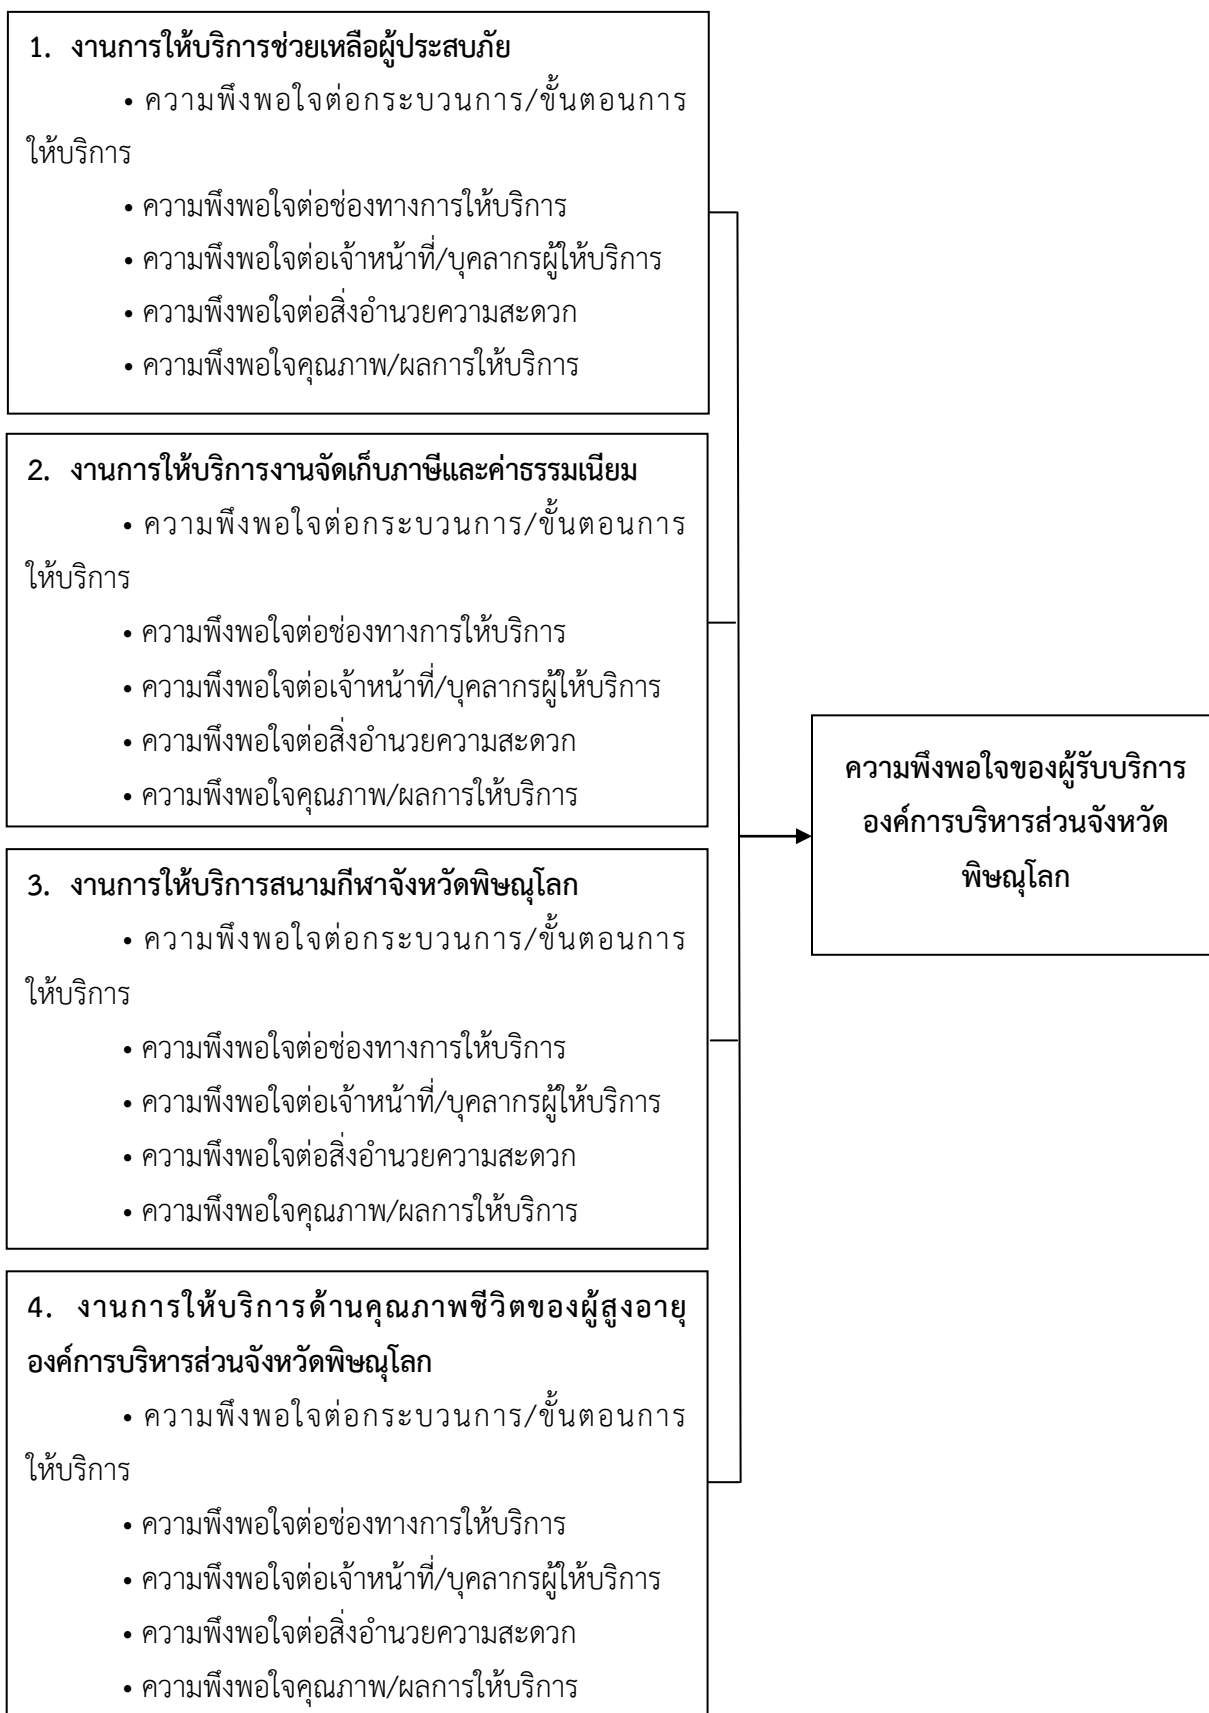 1. งานการให้บริการช่วยเหลือผู้ประสบภัย
• ความพึงพอใจต่อกระบวนการ/ขั้นตอนการ
ให้บริการ
• ความพึงพอใจต่อช่องทางการให้บริการ
• ความพึงพอใจต่อเจ้าหน้าที่/บุคลากรผู้ให้บริการ
• ความพึงพอใจต่อสิ่งอำนวยความสะดวก
• ความพึงพอใจคุณภาพ/ผลการให้บริการ
2. งานการให้บริการงานจัดเก็บภาษีและค่าธรรมเนียม
• ความพึงพอใจต่อกระบวนการ/ขั้นตอนการ
ให้บริการ
• ความพึงพอใจต่อช่องทางการให้บริการ
• ความพึงพอใจต่อเจ้าหน้าที่/บุคลากรผู้ให้บริการ
• ความพึงพอใจต่อสิ่งอำนวยความสะดวก
• ความพึงพอใจคุณภาพ/ผลการให้บริการ
3. งานการให้บริการสนามกีฬาจังหวัดพิษณุโลก
• ความพึงพอใจต่อกระบวนการ/ขั้นตอนการ
ให้บริการ
• ความพึงพอใจต่อช่องทางการให้บริการ
• ความพึงพอใจต่อเจ้าหน้าที่/บุคลากรผู้ให้บริการ
• ความพึงพอใจต่อสิ่งอำนวยความสะดวก
• ความพึงพอใจคุณภาพ/ผลการให้บริการ
4. งานการให้บริการด้านคุณภาพชีวิตของผู้สูงอายุ
องค์การบริหารส่วนจังหวัดพิษณุโลก
• ความพึงพอใจต่อกระบวนการ/ขั้นตอนการ
ให้บริการ
• ความพึงพอใจต่อช่องทางการให้บริการ
• ความพึงพอใจต่อเจ้าหน้าที่/บุคลากรผู้ให้บริการ
• ความพึงพอใจต่อสิ่งอำนวยความสะดวก
• ความพึงพอใจคุณภาพ/ผลการให้บริการ
ความพึงพอใจของผู้รับบริการ
องค์การบริหารส่วนจังหวัด
พิษณุโลก